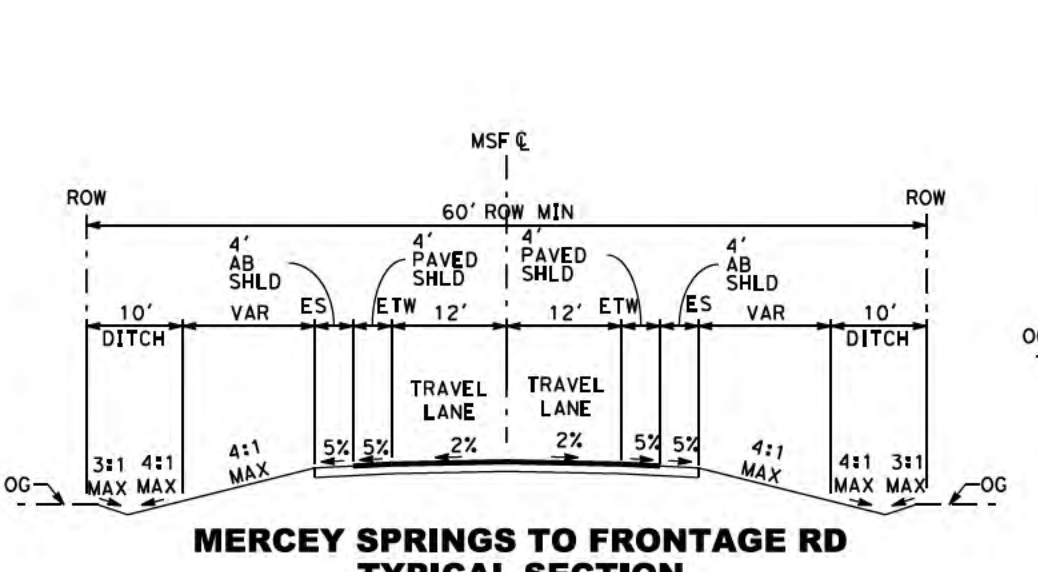 MSF ℄
ROW
ROW
60' ROW MIN
4'
AB
SHLD
4'
PAVED
SHLD
4'
PAVED
SHLD
4'
AB
SHLD
10'
DITCH
VAR
ES
ETW
12'
12'
ETW
ES
VAR
10'
DITCH
TRAVEL
LANE
TRAVEL
LANE
3:1
MAX
4:1
MAX
4:1
MAX
5%
5%
2%
2%
5%
5%
4:1
MAX
4:1
MAX
3:1
MAX
OG
OG
MERCEY SPRINGS TO FRONTAGE RD
TYPICAL SECTION